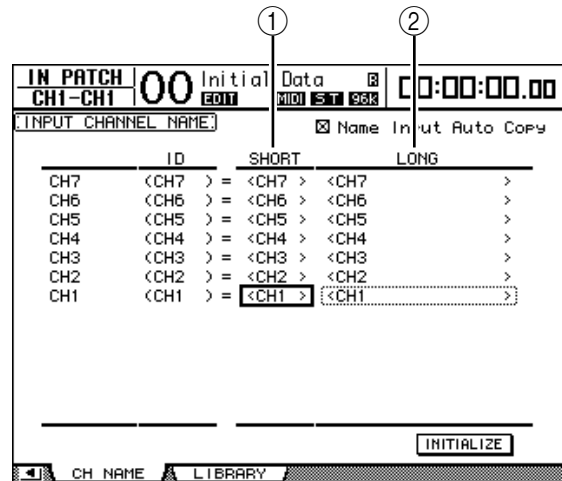 ① ②
IN PATCH 00 Initial Data R 00:00:00.00
CH1-CH1 EDIT MIDI S.T 96k
INPUT CHANNEL NAME ☒ Name Input Auto Copy
ID SHORT LONG
CH7 (CH7 ) = <CH7 > <CH7 >
CH6 (CH6 ) = <CH6 > <CH6 >
CH5 (CH5 ) = <CH5 > <CH5 >
CH4 (CH4 ) = <CH4 > <CH4 >
CH3 (CH3 ) = <CH3 > <CH3 >
CH2 (CH2 ) = <CH2 > <CH2 >
CH1 (CH1 ) = <CH1 > <CH1 >
INITIALIZE
CH NAME LIBRARY